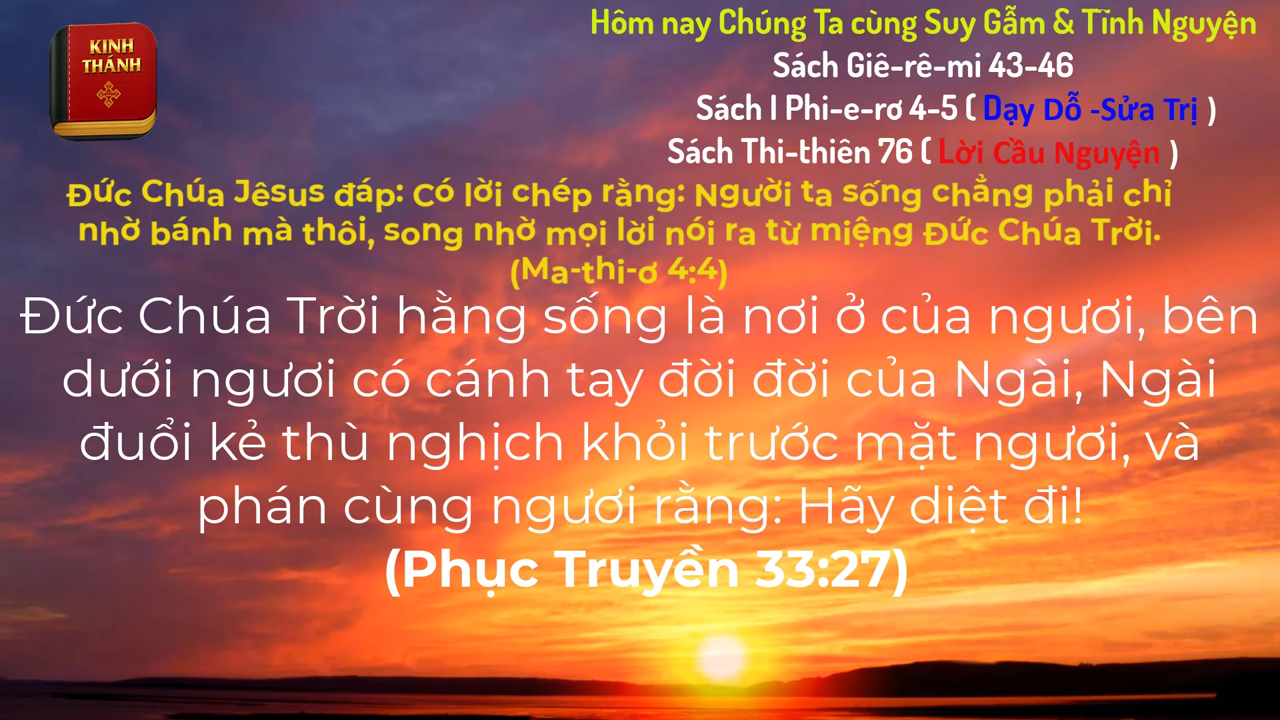 KINH
THÁNH
Hôm nay Chúng Ta cùng Suy Gẫm & Tĩnh Nguyện
Sách Giê-rê-mi 43-46
Sách I Phi-e-rơ 4-5 ( Dạy Dỗ -Sửa Trị )
Sách Thi-thiên 76 ( Lời Cầu Nguyện )
Đức Chúa Jêsus đáp: Có lời chép rằng: Người ta sống chẳng phải chỉ
nhờ bánh mà thôi, song nhờ mọi lời nói ra từ miệng Đức Chúa Trời.
(Ma-thi-ơ 4:4)
Đức Chúa Trời hằng sống là nơi ở của ngươi, bên
dưới ngươi có cánh tay đời đời của Ngài, Ngài
đuổi kẻ thù nghịch khỏi trước mặt ngươi, và
phán cùng ngươi rằng: Hãy diệt đi!
(Phục Truyền 33:27)